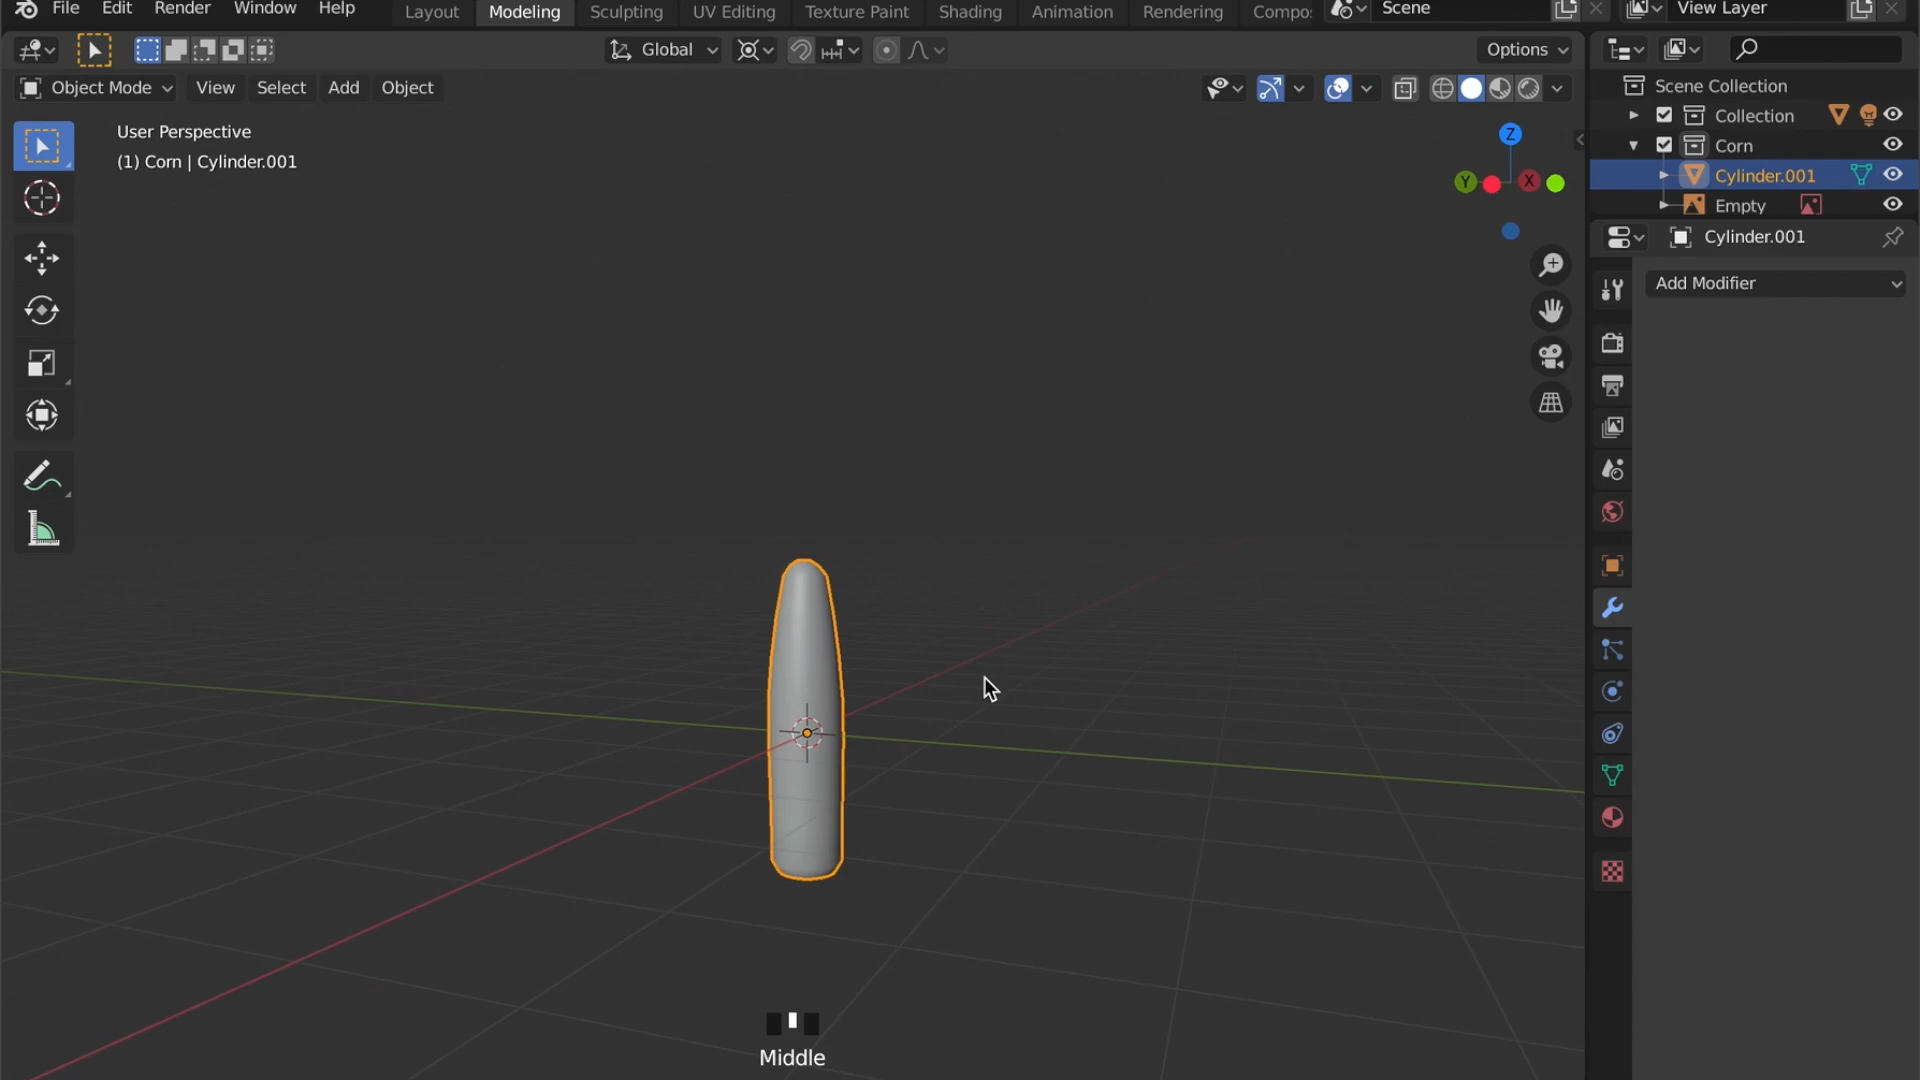 File Edit Render Window Help Layout Modeling Sculpting UV Editing Texture Paint Shading Animation Rendering Compo Scene View Layer
Global Options
Object Mode View Select Add Object
Scene Collection
Collection
Corn
Cylinder.001
Empty
User Perspective
(1) Corn | Cylinder.001
Z
Y X
Cylinder.001
Add Modifier
Middle